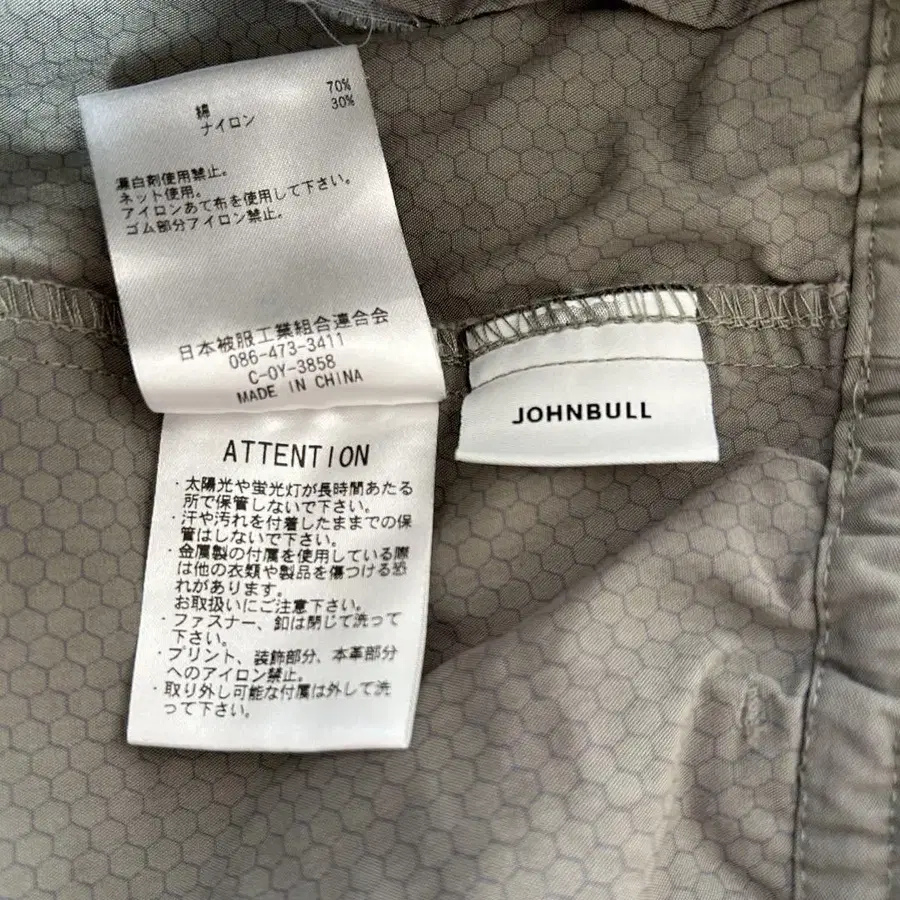 綿 70%
ナイロン 30%
漂白剤使用禁止。
ネット使用。
アイロンあて布を使用して下さい。
ゴム部分アイロン禁止。
日本被服工業組合連合会
086-473-3411
C-OY-3858
MADE IN CHINA
JOHNBULL
ATTENTION
・太陽光や蛍光灯が長時間あたる
所で保管しないで下さい。
・汗や汚れを付着したままでの保
管はしないで下さい。
・金属製の付属を使用している際
は他の衣類や製品を傷つける恐
れがあります。
お取扱いにご注意下さい。
・ファスナー、釦は閉じて洗って
下さい。
・プリント、装飾部分、本革部分
へのアイロン禁止。
・取り外し可能な付属は外して洗
って下さい。